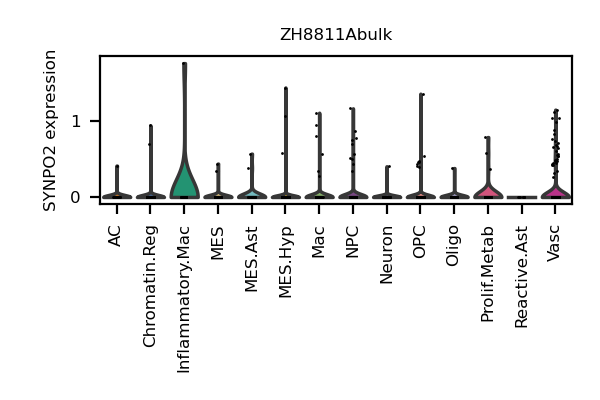 ZH8811Abulk
SYNPO2 expression
1
0
AC
Chromatin.Reg
Inflammatory.Mac
MES
MES.Ast
MES.Hyp
Mac
NPC
Neuron
OPC
Oligo
Prolif.Metab
Reactive.Ast
Vasc